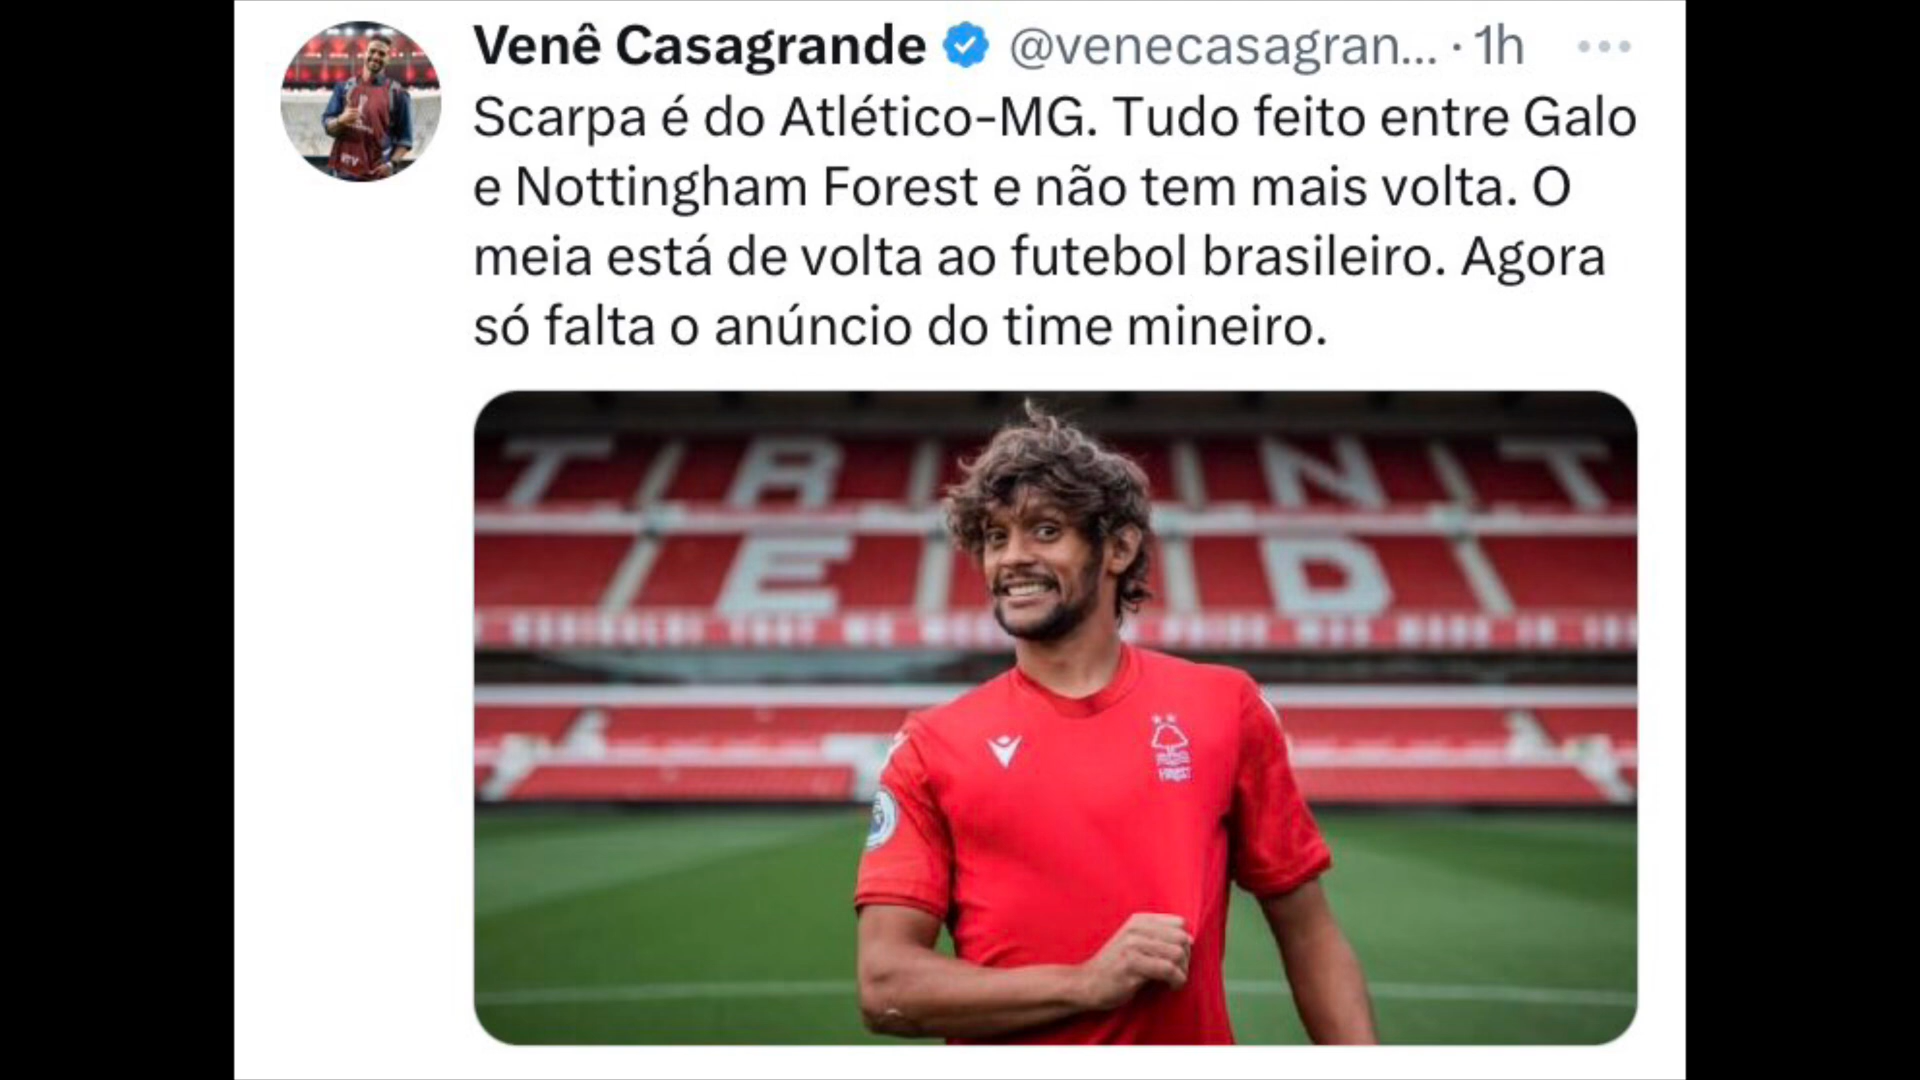 Venê Casagrande @venecasagran... · 1h
Scarpa é do Atlético-MG. Tudo feito entre Galo
e Nottingham Forest e não tem mais volta. O
meia está de volta ao futebol brasileiro. Agora
só falta o anúncio do time mineiro.
T R N T
E D
FOREST